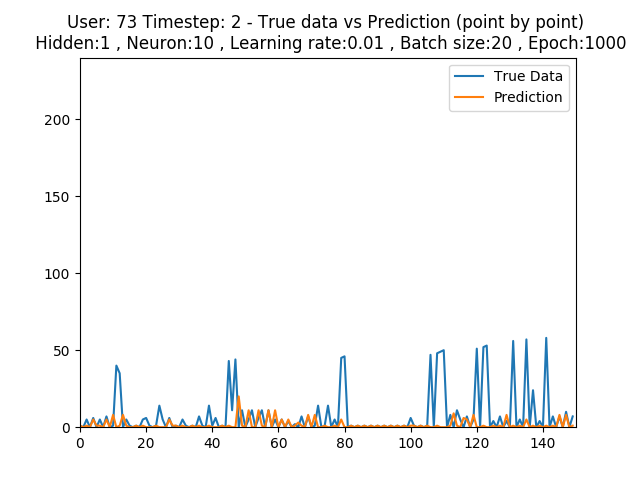 User: 73 Timestep: 2 - True data vs Prediction (point by point)
Hidden:1 , Neuron:10 , Learning rate:0.01 , Batch size:20 , Epoch:1000
True Data
Prediction
200
150
100
50
0
0 20 40 60 80 100 120 140